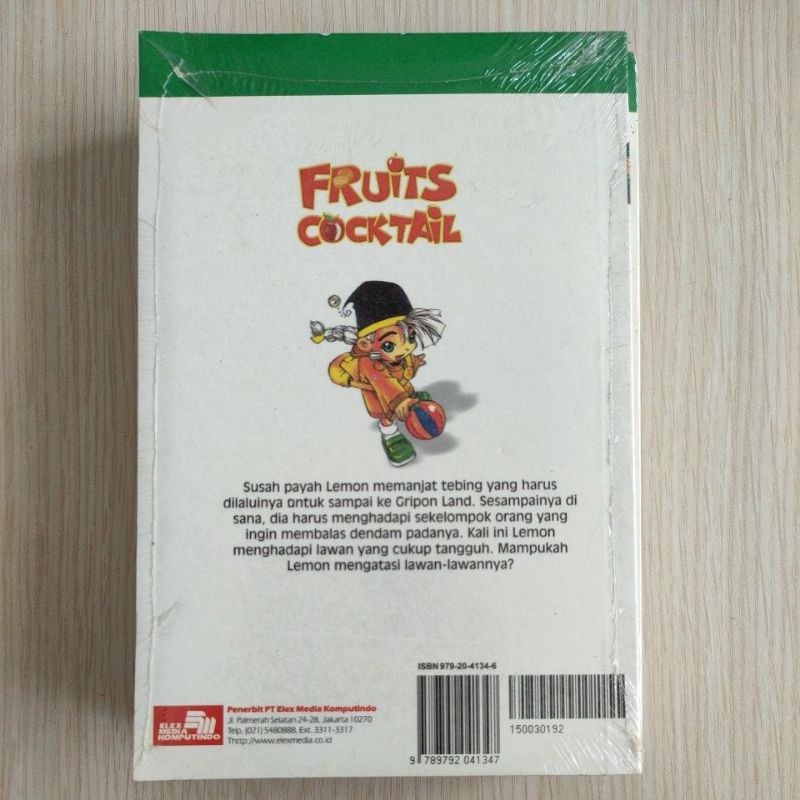 FRUITS
COCKTAIL
Susah payah Lemon memanjat tebing yang harus
dilaluinya untuk sampai ke Gripon Land. Sesampainya di
sana, dia harus menghadapi sekelompok orang yang
ingin membalas dendam padanya. Kali ini Lemon
menghadapi lawan yang cukup tangguh. Mampukah
Lemon mengatasi lawan-lawannya?
ISBN 979-20-4134-6
9 789792 041347
150030192
ELEX
MEDIA
KOMPUTINDO
Penerbit PT Elex Media Komputindo
Jl. Palmerah Selatan 24-28, Jakarta 10270
Telp. (021) 5480888, Ext. 3311-3317
Thttp://www.elexmedia.co.id